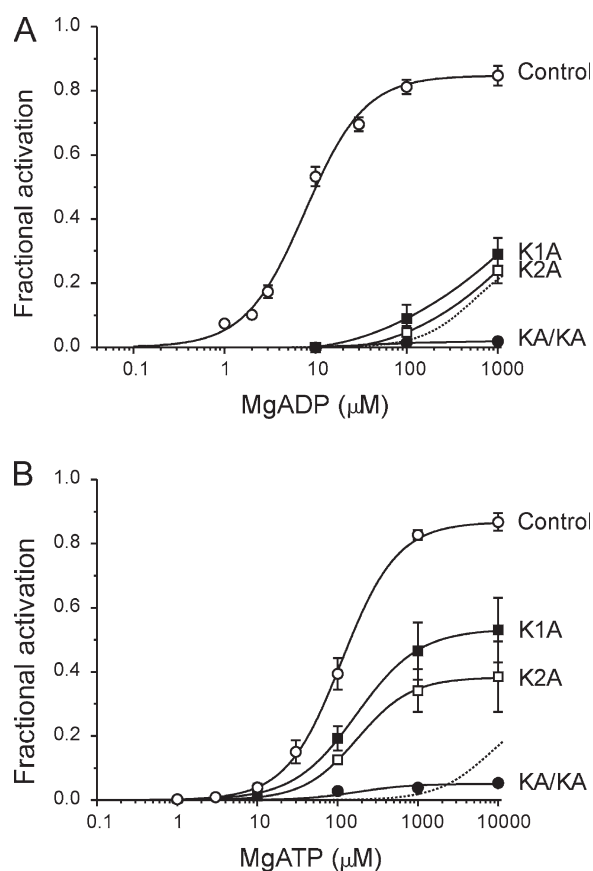 A
1.0
Control
0.8
Fractional activation
0.6
0.4
K1A
K2A
0.2
KA/KA
0.0
0.1 1 10 100 1000
MgADP (μM)
B
1.0
Control
0.8
Fractional activation
0.6
K1A
0.4
K2A
0.2
KA/KA
0.0
0.1 1 10 100 1000 10000
MgATP (μM)